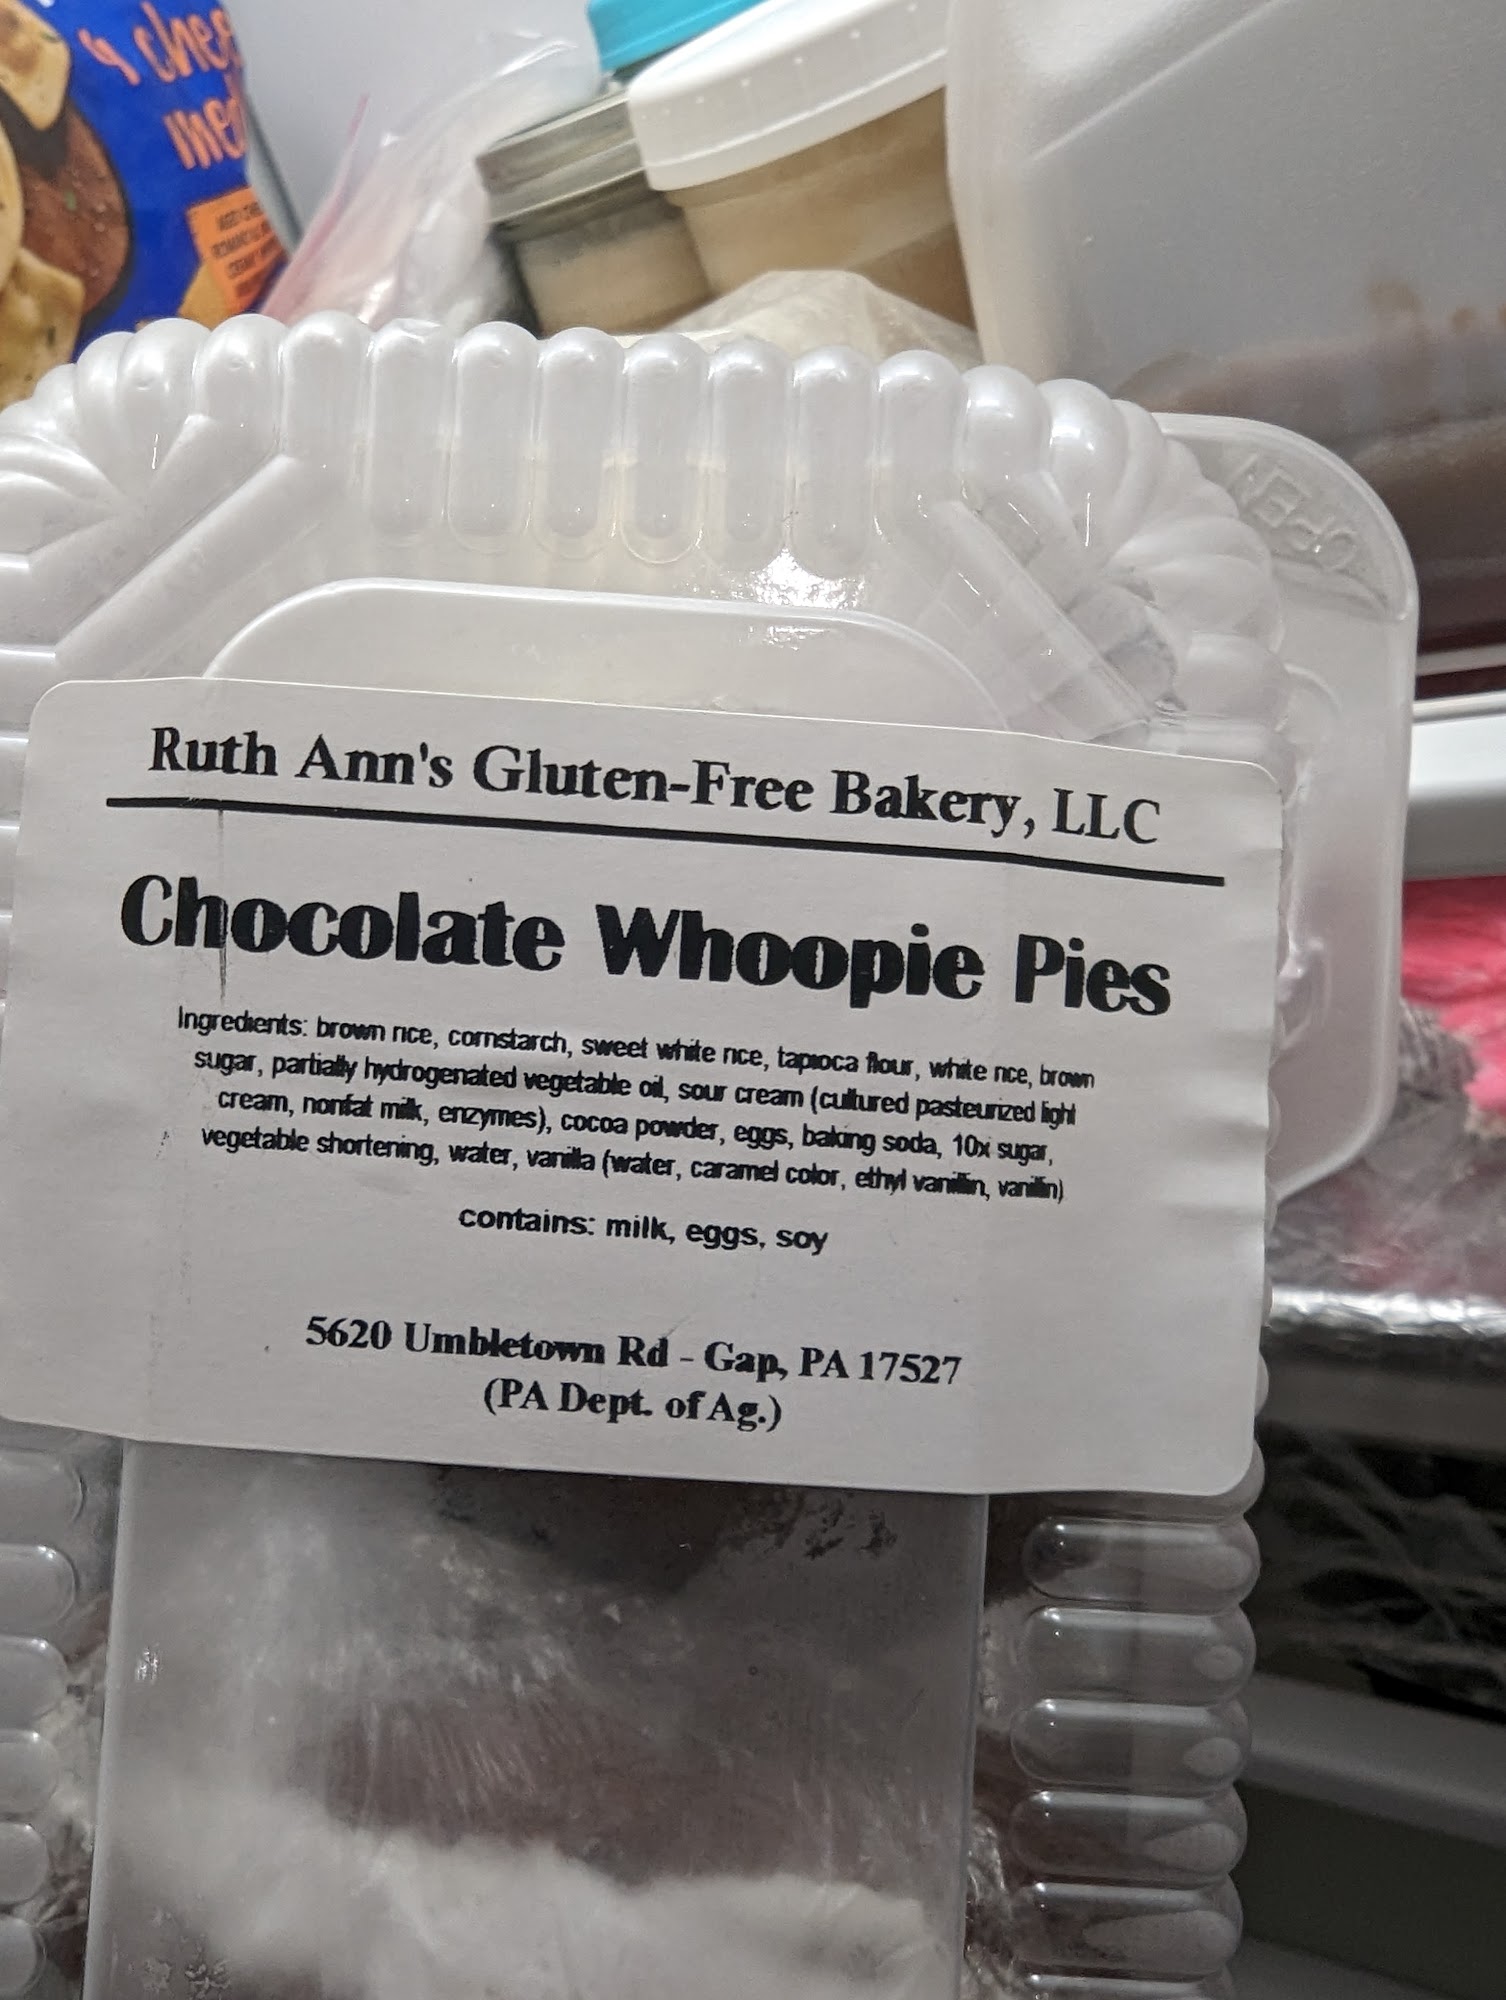 4 chee
Ruth Ann's Gluten-Free Bakery, LLC
Chocolate Whoopie Pies
Ingredients: brown rice, cornstarch, sweet white rice, tapioca flour, white rice, brown
sugar, partially hydrogenated vegetable oil, sour cream (cultured pasteurized light
cream, nonfat milk, enzymes), cocoa powder, eggs, baking soda, 10x sugar,
vegetable shortening, water, vanilla (water, caramel color, ethyl vanillin, vanillin)
contains: milk, eggs, soy
5620 Umbletown Rd - Gap, PA 17527
(PA Dept. of Ag.)
OPEN